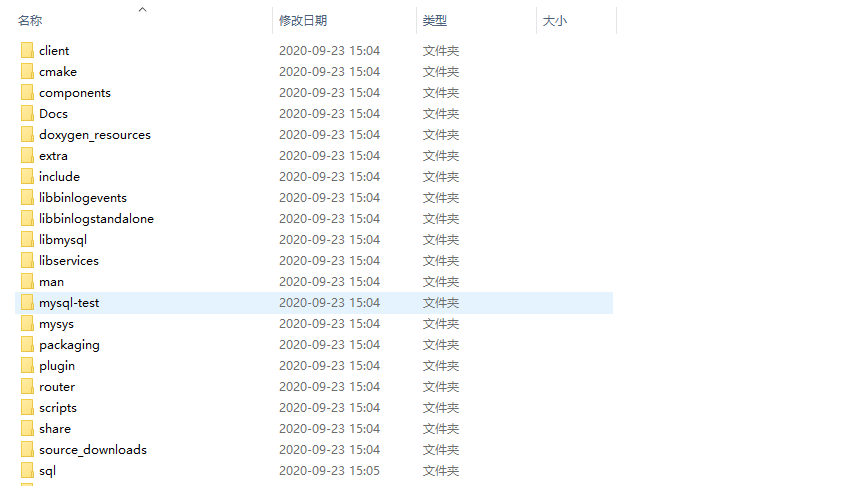 名称 修改日期 类型 大小
client 2020-09-23 15:04 文件夹
cmake 2020-09-23 15:04 文件夹
components 2020-09-23 15:04 文件夹
Docs 2020-09-23 15:04 文件夹
doxygen_resources 2020-09-23 15:04 文件夹
extra 2020-09-23 15:04 文件夹
include 2020-09-23 15:04 文件夹
libbinlogevents 2020-09-23 15:04 文件夹
libbinlogstandalone 2020-09-23 15:04 文件夹
libmysql 2020-09-23 15:04 文件夹
libservices 2020-09-23 15:04 文件夹
man 2020-09-23 15:04 文件夹
mysql-test 2020-09-23 15:04 文件夹
mysys 2020-09-23 15:04 文件夹
packaging 2020-09-23 15:04 文件夹
plugin 2020-09-23 15:04 文件夹
router 2020-09-23 15:04 文件夹
scripts 2020-09-23 15:04 文件夹
share 2020-09-23 15:04 文件夹
source_downloads 2020-09-23 15:04 文件夹
sql 2020-09-23 15:05 文件夹